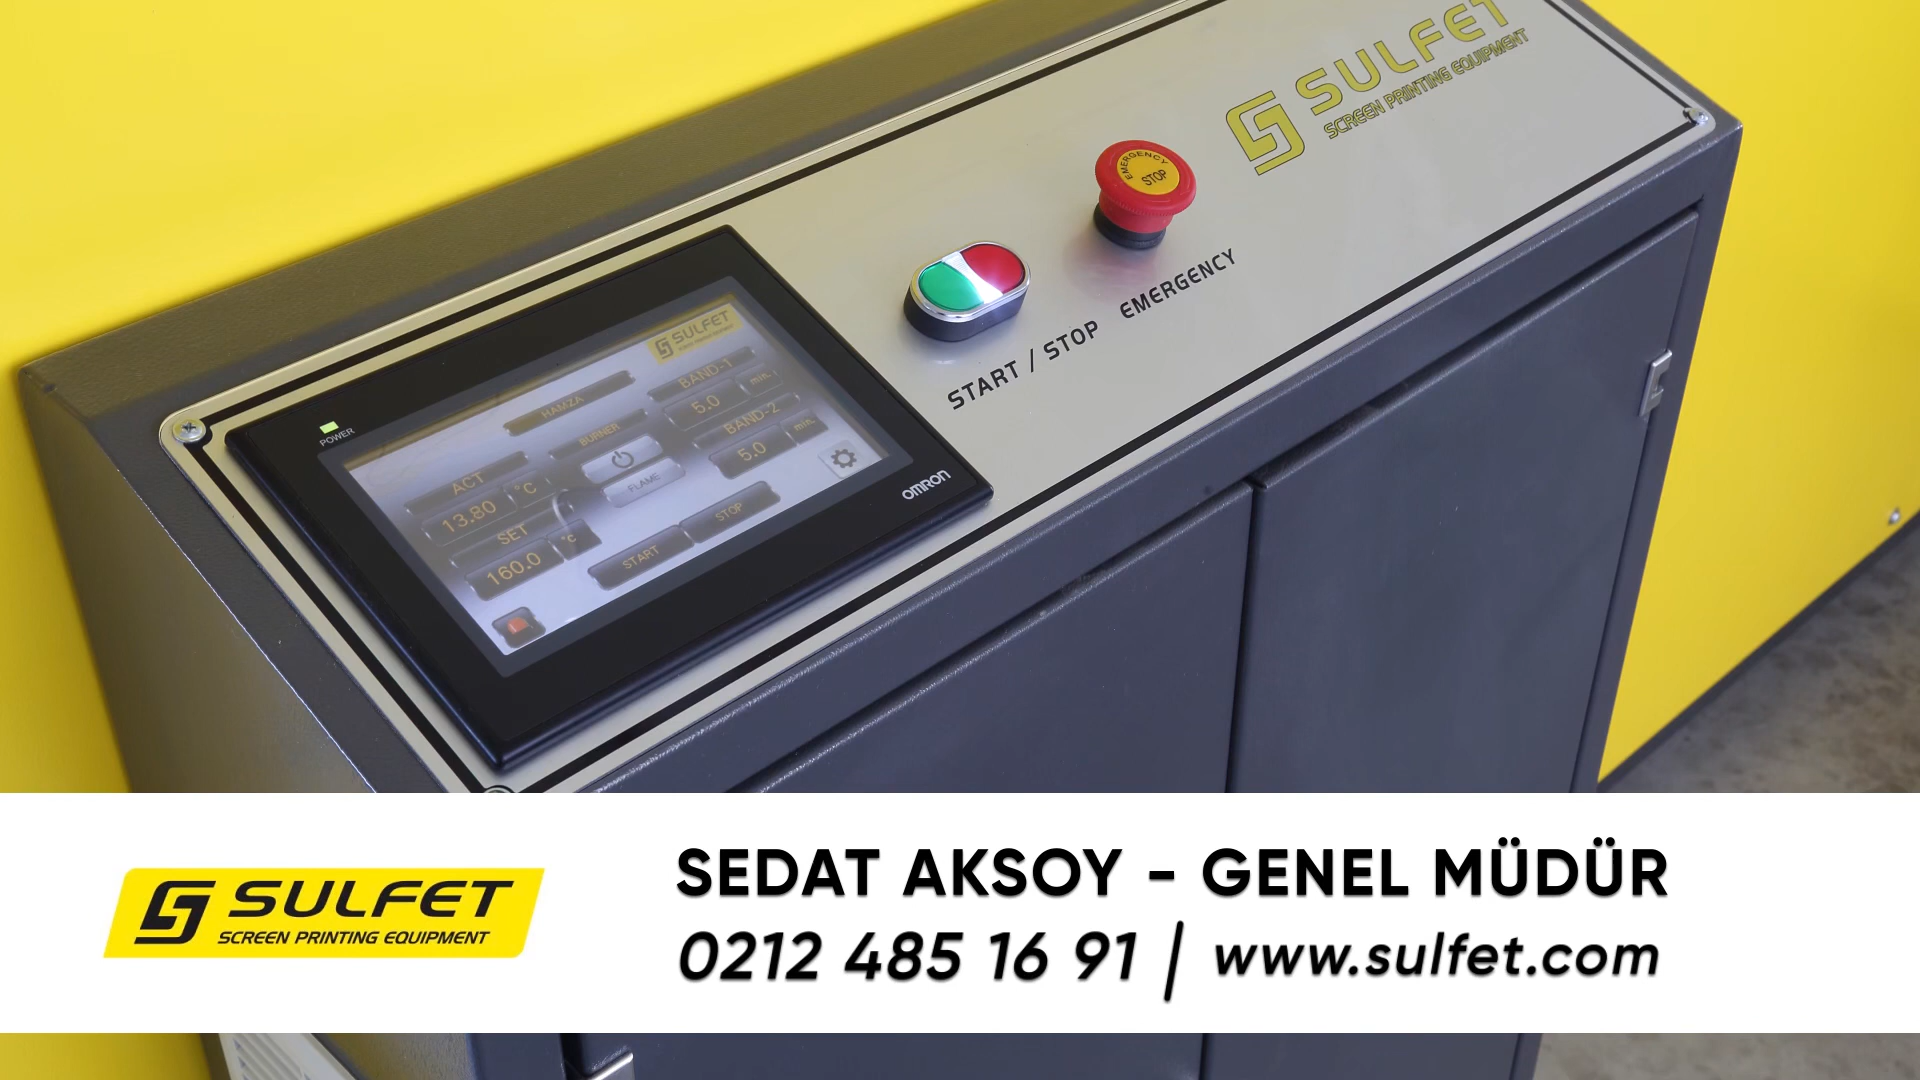 SULFET
SCREEN PRINTING EQUIPMENT
EMERGENCY
STOP
START / STOP
EMERGENCY
POWER
SULFET
HAMZA
BAND-1
5.0 min.
BAND-2
5.0 min.
BURNER
FLAME
ACT
13.80 °C
SET
160.0 °C
START
STOP
OMRON
SULFET
SCREEN PRINTING EQUIPMENT
SEDAT AKSOY - GENEL MÜDÜR
0212 485 16 91 | www.sulfet.com